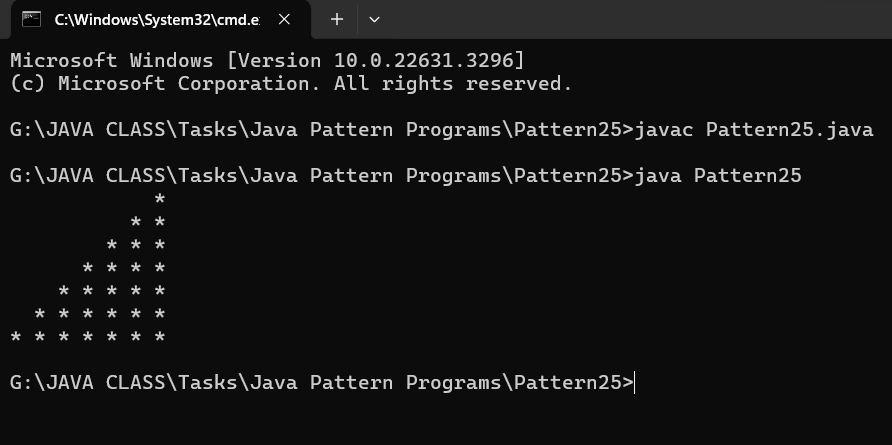 C:\Windows\System32\cmd.e
Microsoft Windows [Version 10.0.22631.3296]
(c) Microsoft Corporation. All rights reserved.
G:\JAVA CLASS\Tasks\Java Pattern Programs\Pattern25>javac Pattern25.java
G:\JAVA CLASS\Tasks\Java Pattern Programs\Pattern25>java Pattern25
            *
          * *
        * * *
      * * * *
    * * * * *
  * * * * * *
* * * * * * *
G:\JAVA CLASS\Tasks\Java Pattern Programs\Pattern25>